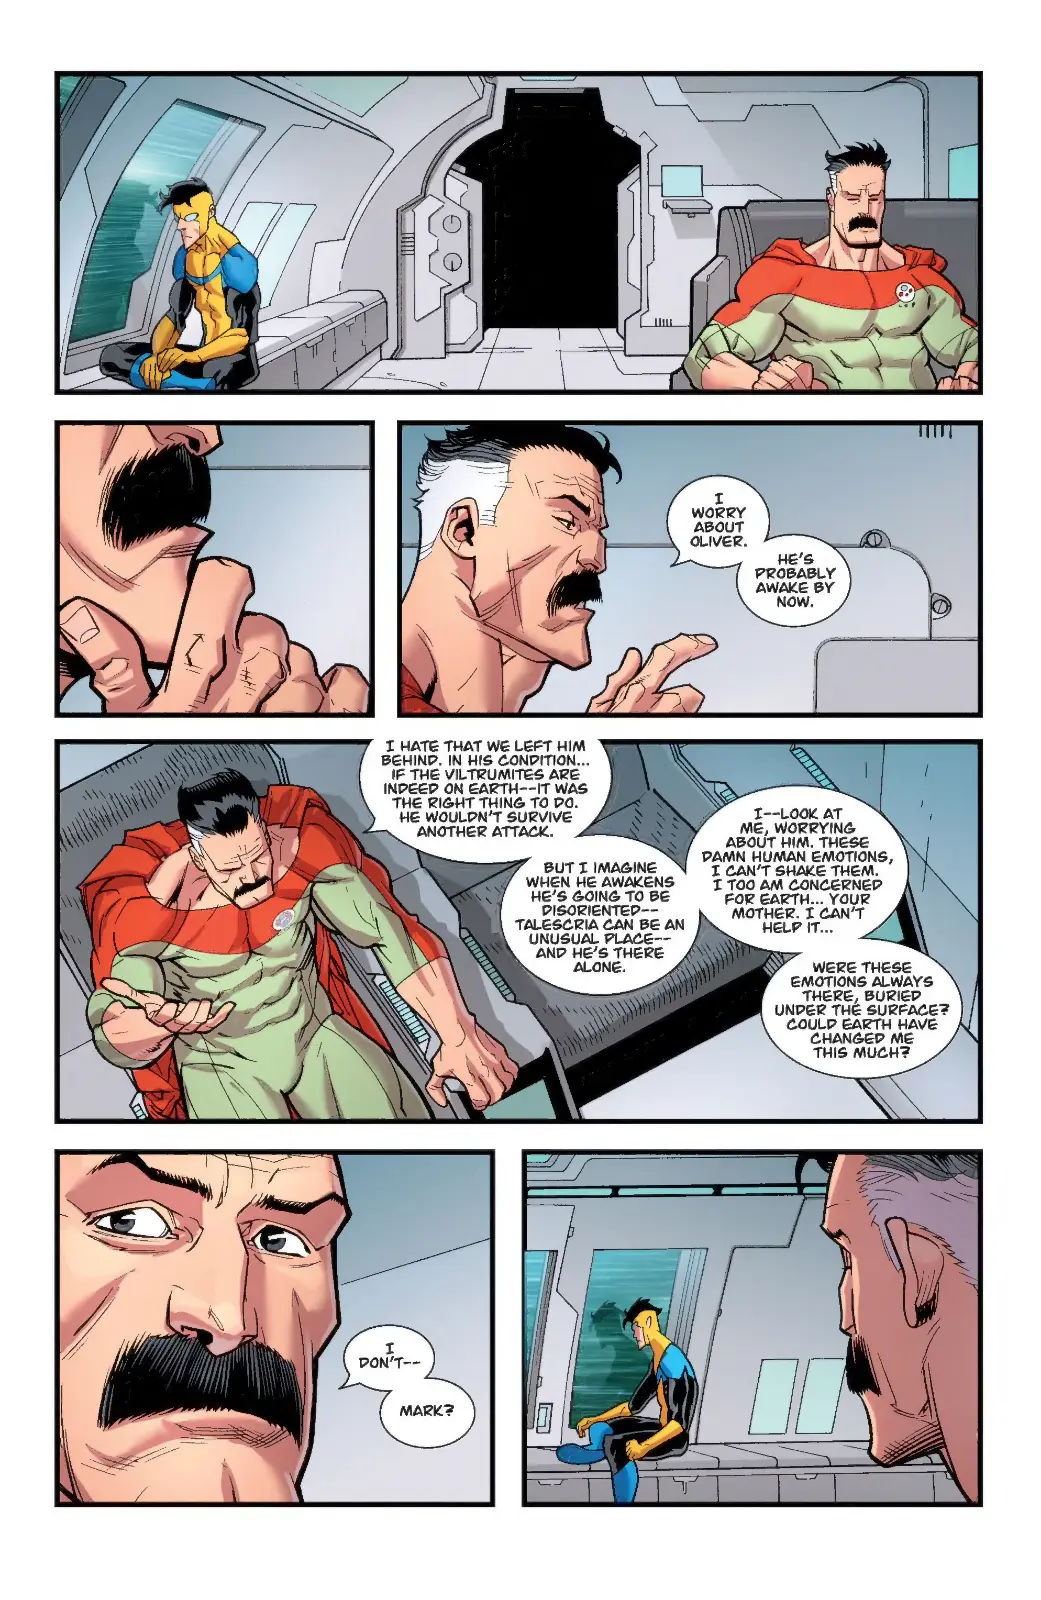 I
WORRY
ABOUT
OLIVER.
HE'S
PROBABLY
AWAKE BY
NOW.
I HATE THAT WE LEFT HIM
BEHIND. IN HIS CONDITION...
IF THE VILTRUMITES ARE
INDEED ON EARTH--IT WAS
THE RIGHT THING TO DO.
HE WOULDN'T SURVIVE
ANOTHER ATTACK.
BUT I IMAGINE
WHEN HE AWAKENS
HE'S GOING TO BE
DISORIENTED--
TALESCRIA CAN BE AN
UNUSUAL PLACE--
AND HE'S THERE
ALONE.
I--LOOK AT
ME, WORRYING
ABOUT HIM. THESE
DAMN HUMAN EMOTIONS,
I CAN'T SHAKE THEM.
I TOO AM CONCERNED
FOR EARTH... YOUR
MOTHER. I CAN'T
HELP IT...
WERE THESE
EMOTIONS ALWAYS
THERE, BURIED
UNDER THE SURFACE?
COULD EARTH HAVE
CHANGED ME
THIS MUCH?
I
DON'T--
MARK?